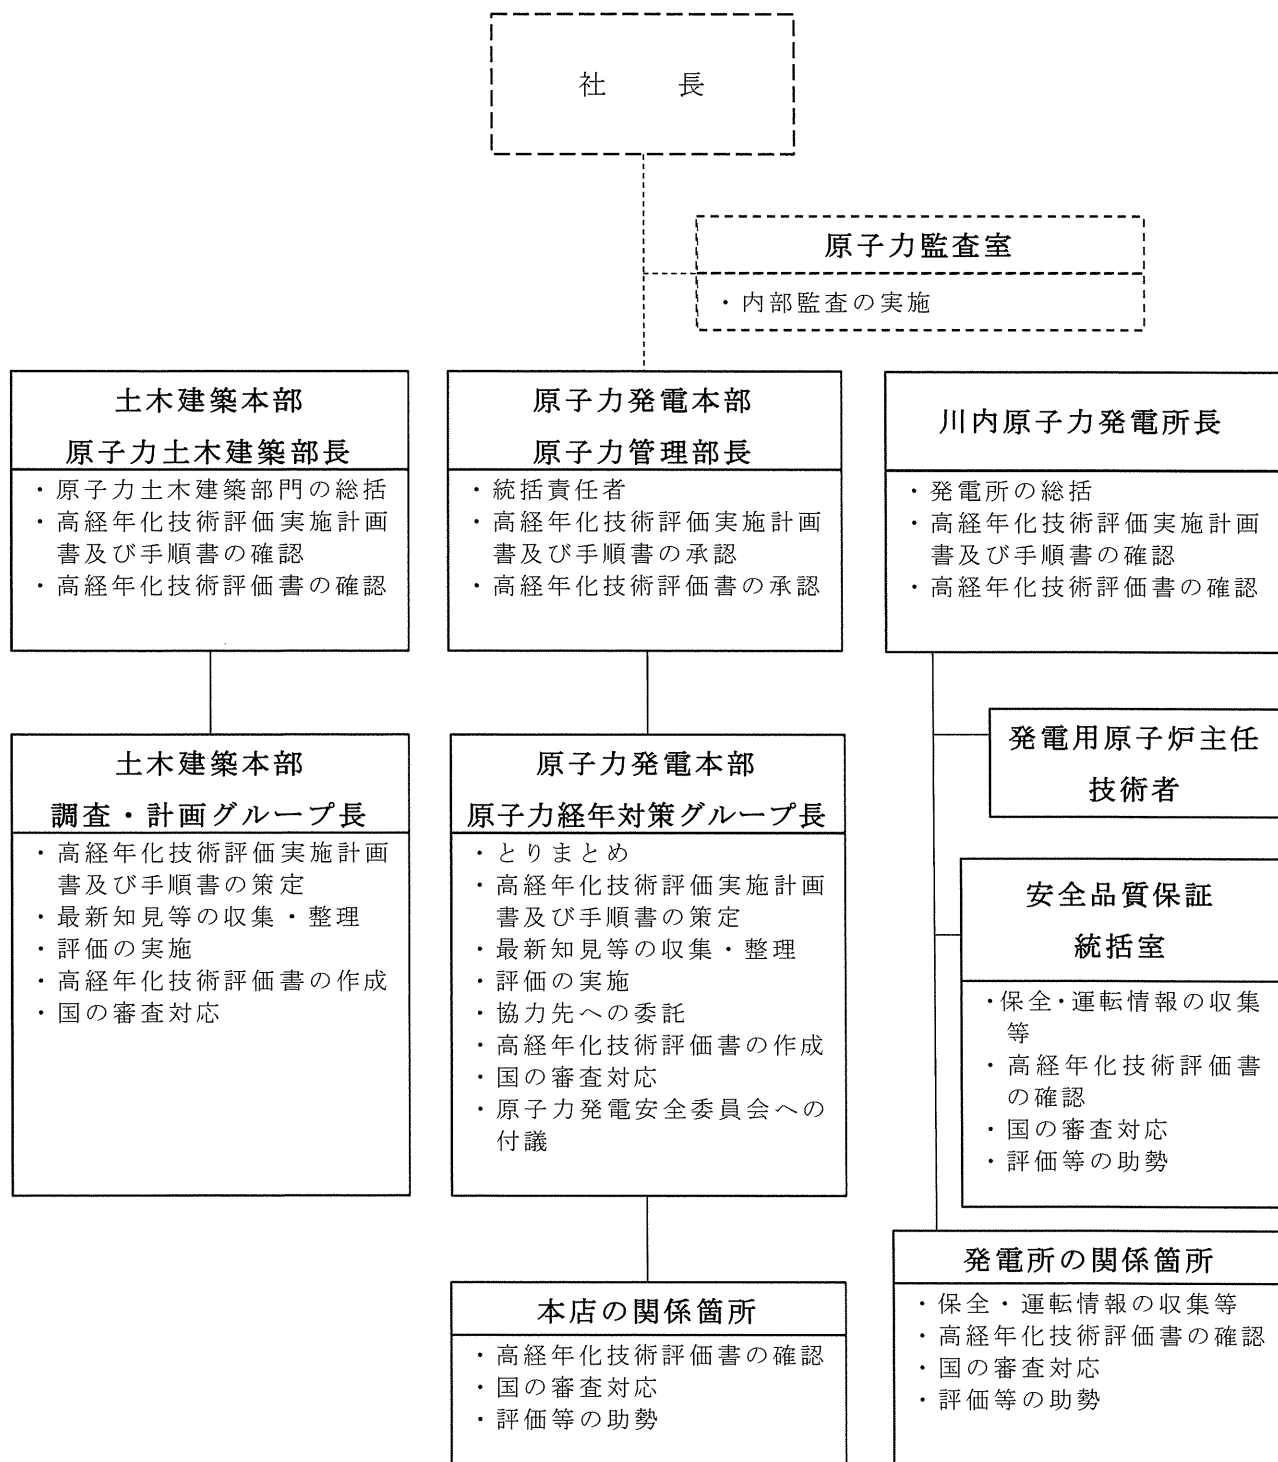 社　長
原子力監査室
・内部監査の実施
土木建築本部
原子力土木建築部長
・原子力土木建築部門の総括
・高経年化技術評価実施計画
書及び手順書の確認
・高経年化技術評価書の確認
原子力発電本部
原子力管理部長
・統括責任者
・高経年化技術評価実施計画
書及び手順書の承認
・高経年化技術評価書の承認
川内原子力発電所長
・発電所の総括
・高経年化技術評価実施計画
書及び手順書の確認
・高経年化技術評価書の確認
土木建築本部
調査・計画グループ長
・高経年化技術評価実施計画
書及び手順書の策定
・最新知見等の収集・整理
・評価の実施
・高経年化技術評価書の作成
・国の審査対応
原子力発電本部
原子力経年対策グループ長
・とりまとめ
・高経年化技術評価実施計画
書及び手順書の策定
・最新知見等の収集・整理
・評価の実施
・協力先への委託
・高経年化技術評価書の作成
・国の審査対応
・原子力発電安全委員会への
付議
発電用原子炉主任
技術者
安全品質保証
統括室
・保全・運転情報の収集
等
・高経年化技術評価書
の確認
・国の審査対応
・評価等の助勢
本店の関係箇所
・高経年化技術評価書の確認
・国の審査対応
・評価等の助勢
発電所の関係箇所
・保全・運転情報の収集等
・高経年化技術評価書の確認
・国の審査対応
・評価等の助勢